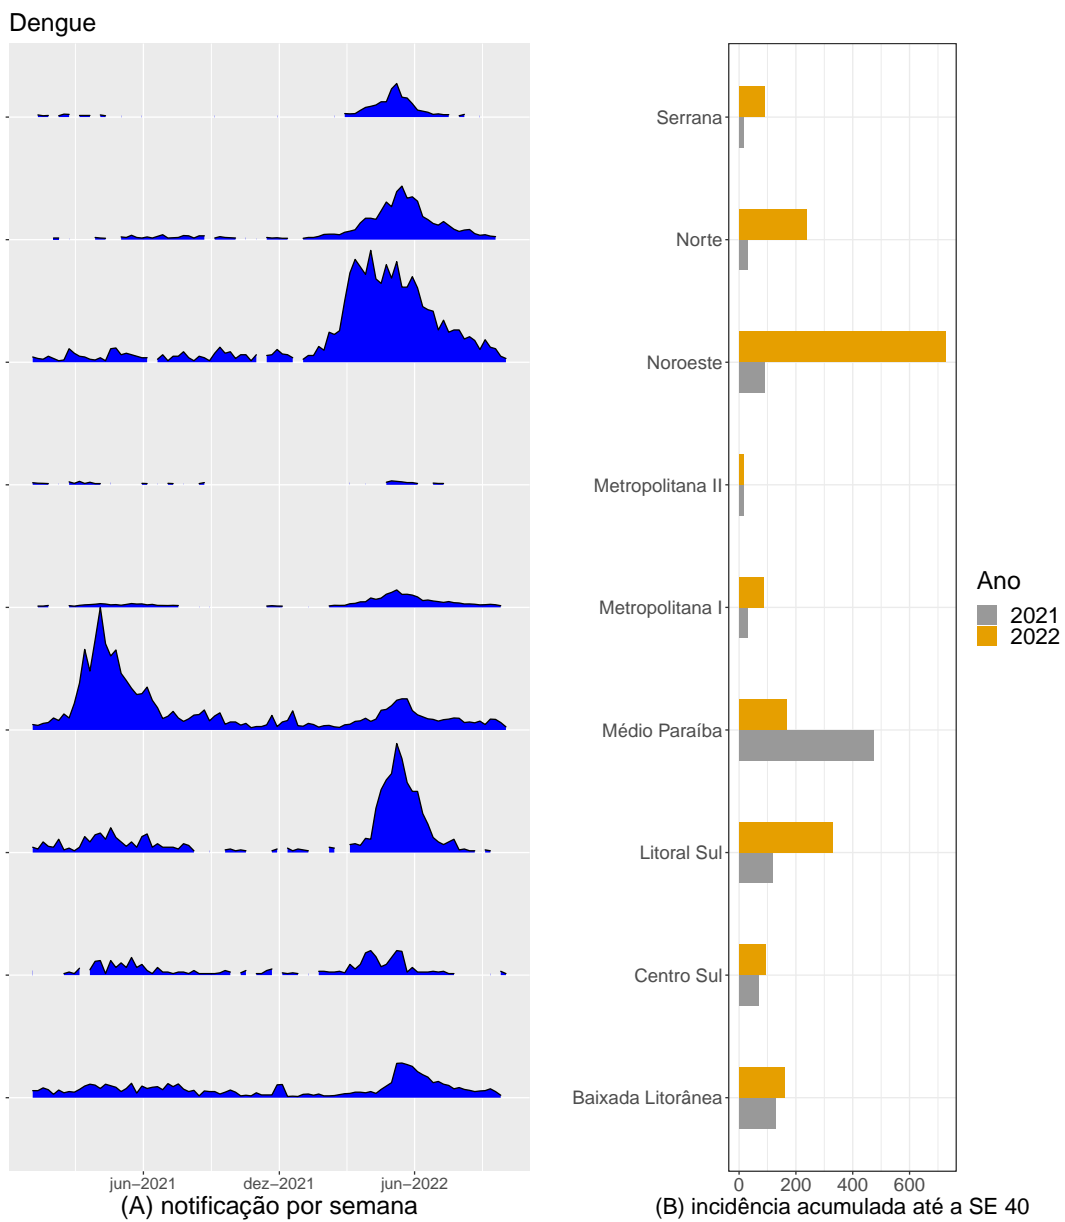 Dengue
Serrana
Norte
Noroeste
Metropolitana II
Metropolitana I
Médio Paraíba
Litoral Sul
Centro Sul
Baixada Litorânea
jun−2021 dez−2021 jun−2022
(A) notificação por semana
0 200 400 600
(B) incidência acumulada até a SE 40
Ano
2021
2022